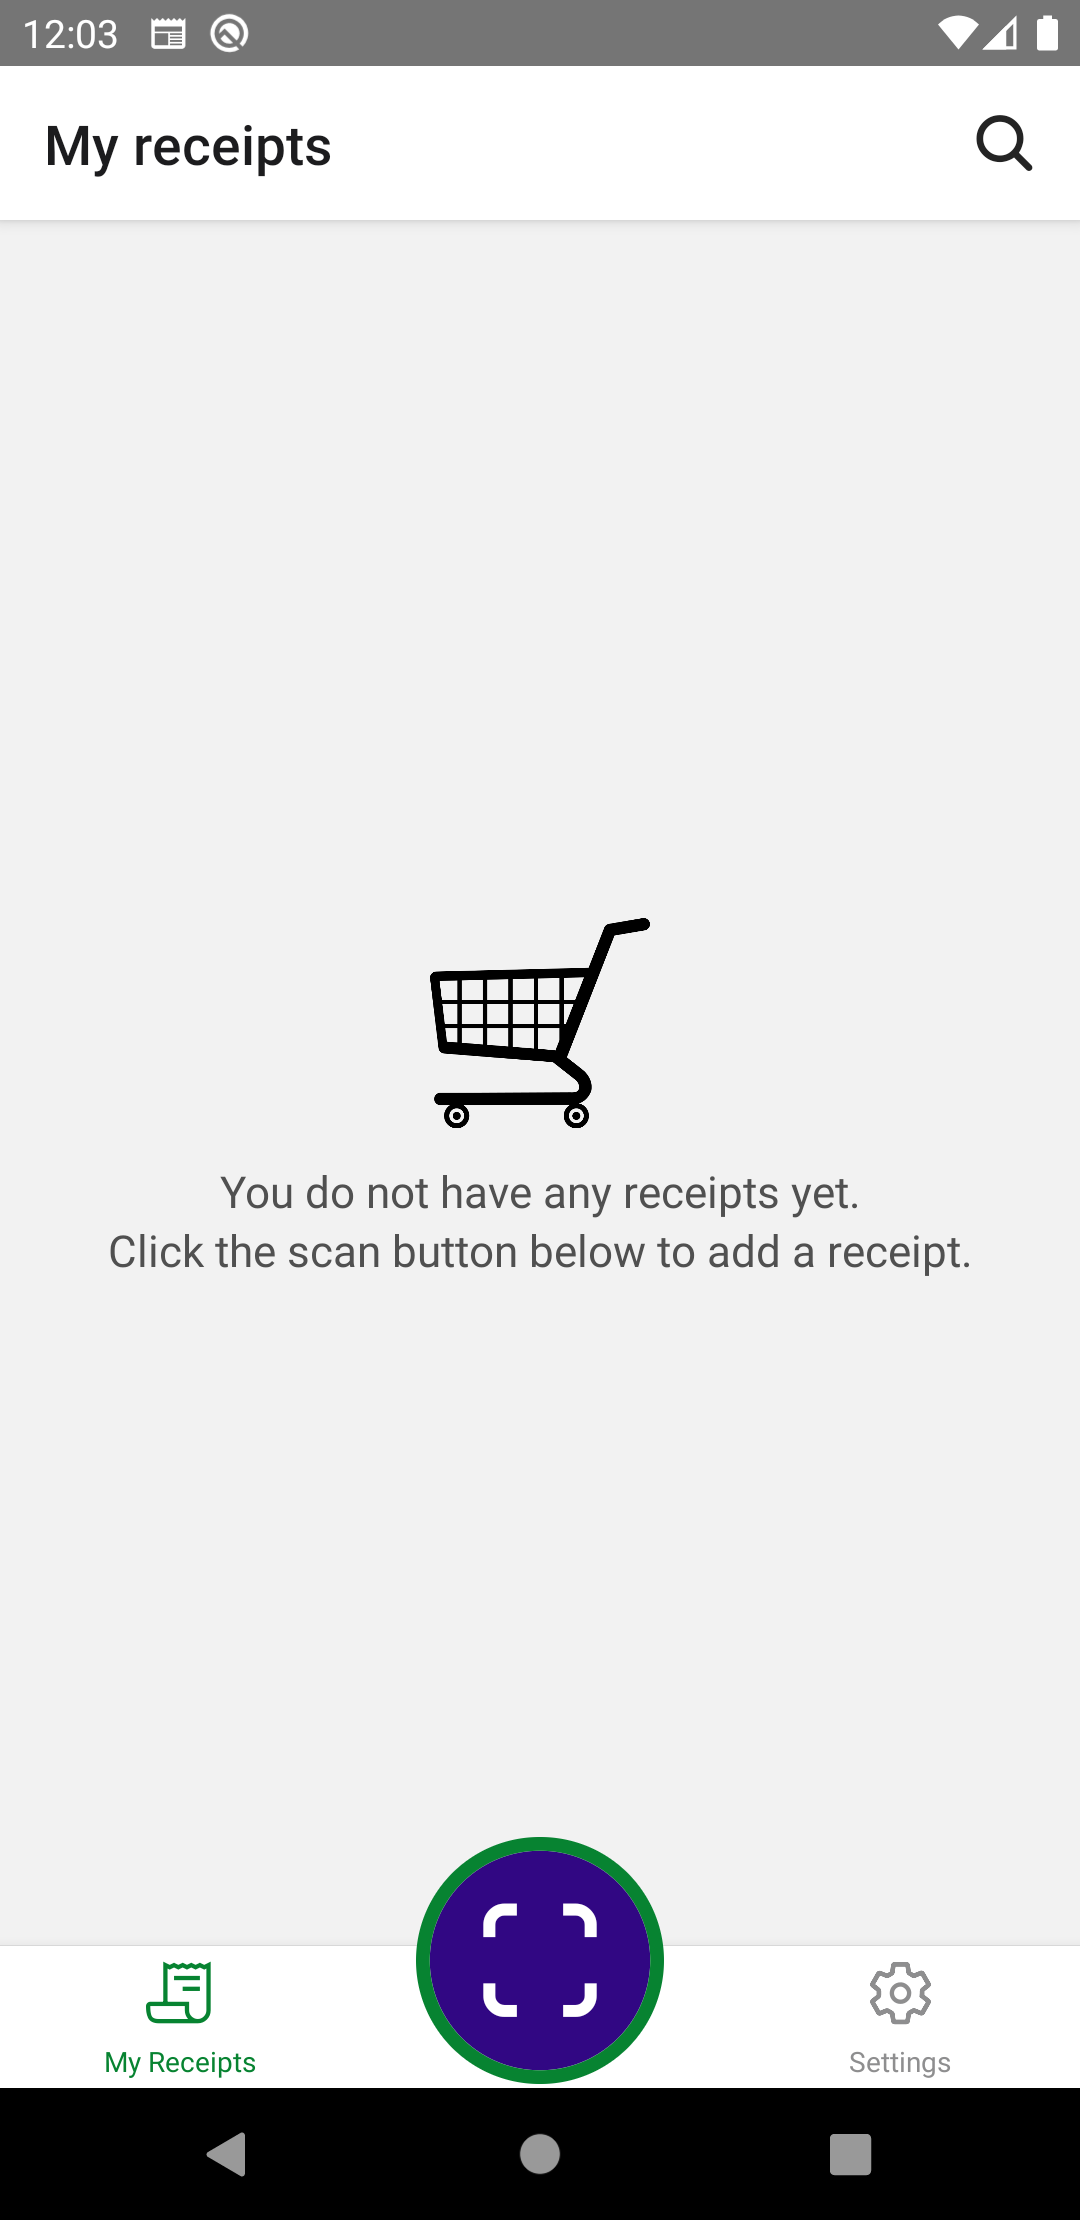 12:03
My receipts
You do not have any receipts yet.
Click the scan button below to add a receipt.
My Receipts
Settings